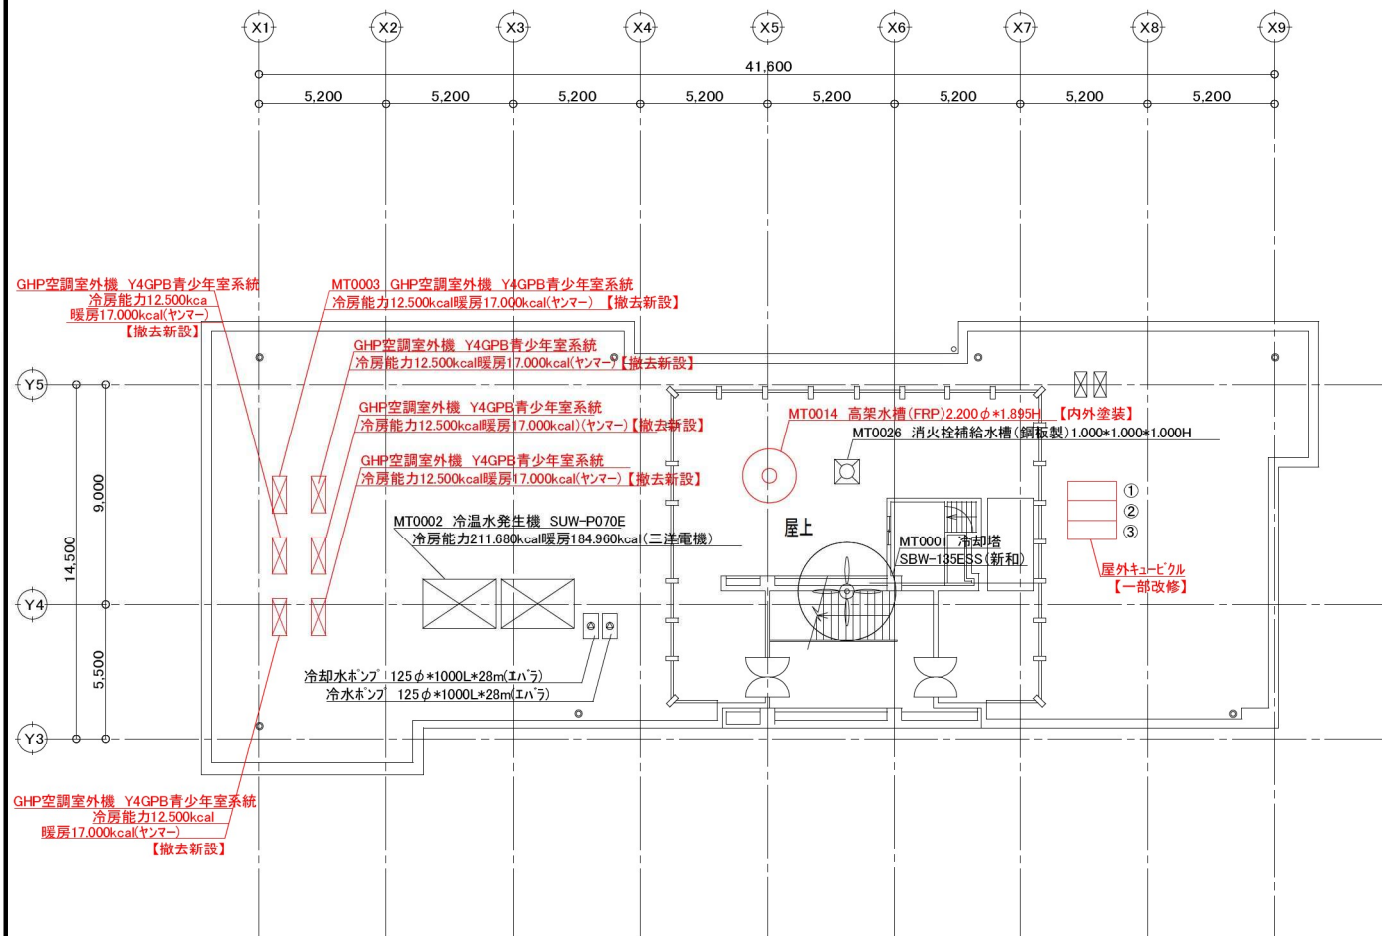 X1 X2 X3 X4 X5 X6 X7 X8 X9
41,600
5,200 5,200 5,200 5,200 5,200 5,200 5,200 5,200
GHP空調室外機 Y4GPB青少年室系統
冷房能力12.500kca
暖房17.000kcal(ヤンマー)
【撤去新設】
MT0003 GHP空調室外機 Y4GPB青少年室系統
冷房能力12.500kcal暖房17.000kcal(ヤンマー) 【撤去新設】
GHP空調室外機 Y4GPB青少年室系統
冷房能力12.500kcal暖房17.000kcal(ヤンマー)【撤去新設】
Y5
GHP空調室外機 Y4GPB青少年室系統
冷房能力12.500kcal暖房17.000kcal)(ヤンマー)【撤去新設】
MT0014 高架水槽(FRP)2.200φ*1.895H 【内外塗装】
MT0026 消火栓補給水槽(鋼板製)1.000*1.000*1.000H
GHP空調室外機 Y4GPB青少年室系統
冷房能力12.500kcal暖房17.000kcal(ヤンマー)【撤去新設】
9,000
14,500
①
②
③
MT0002 冷温水発生機 SUW-P070E
冷房能力211.680kcal暖房184.960kcal(三洋電機)
屋上
MT0001 冷却塔
SBW-135ESS(新和)
屋外キュービクル
【一部改修】
Y4
5,500
冷却水ポンプ 125φ*1000L*28m(エバラ)
冷水ポンプ 125φ*1000L*28m(エバラ)
Y3
GHP空調室外機 Y4GPB青少年室系統
冷房能力12.500kcal
暖房17.000kcal(ヤンマー)
【撤去新設】